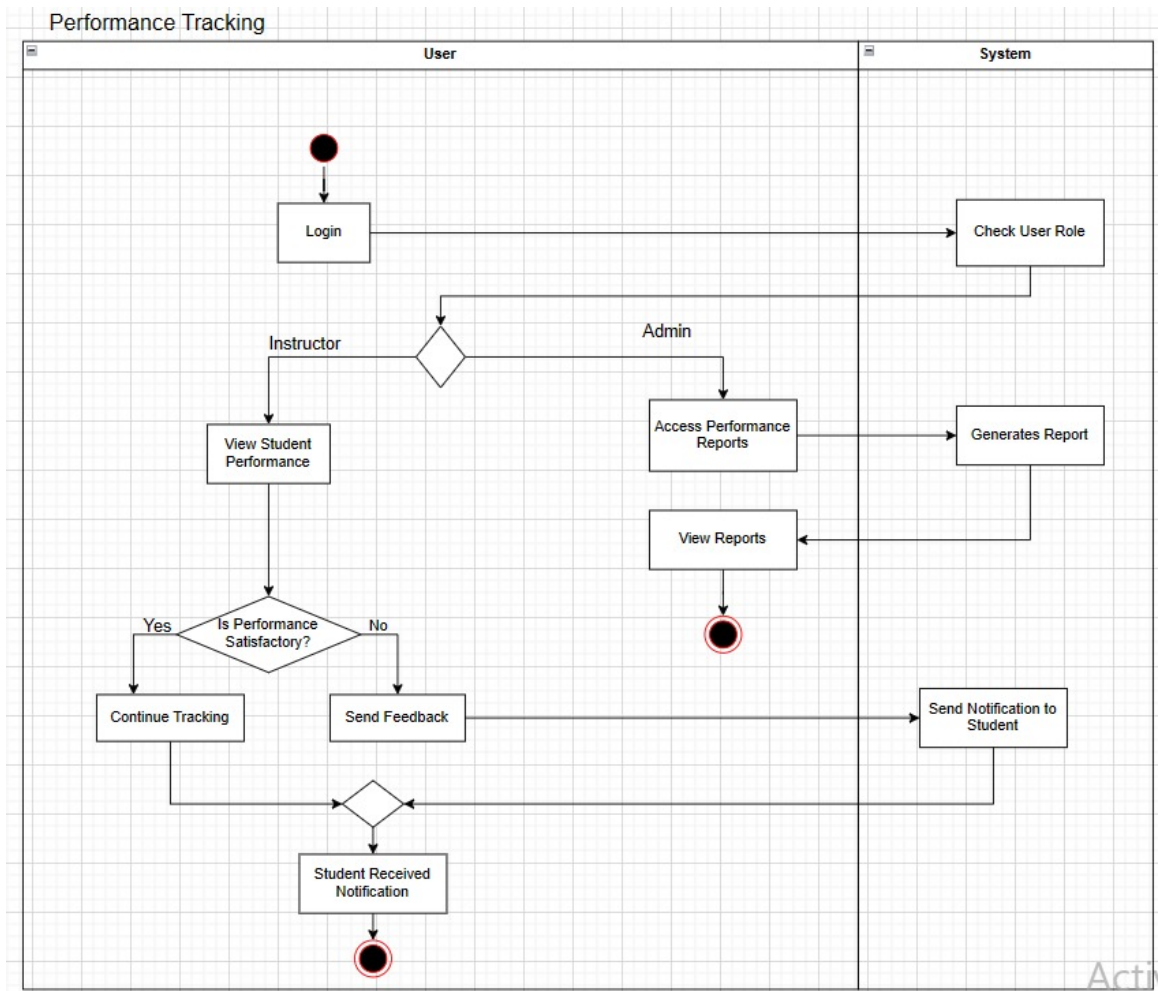 Performance Tracking
User
System
Login
Check User Role
Instructor
Admin
View Student
Performance
Access Performance
Reports
Generates Report
View Reports
Is Performance
Satisfactory?
Yes
No
Continue Tracking
Send Feedback
Send Notification to
Student
Student Received
Notification